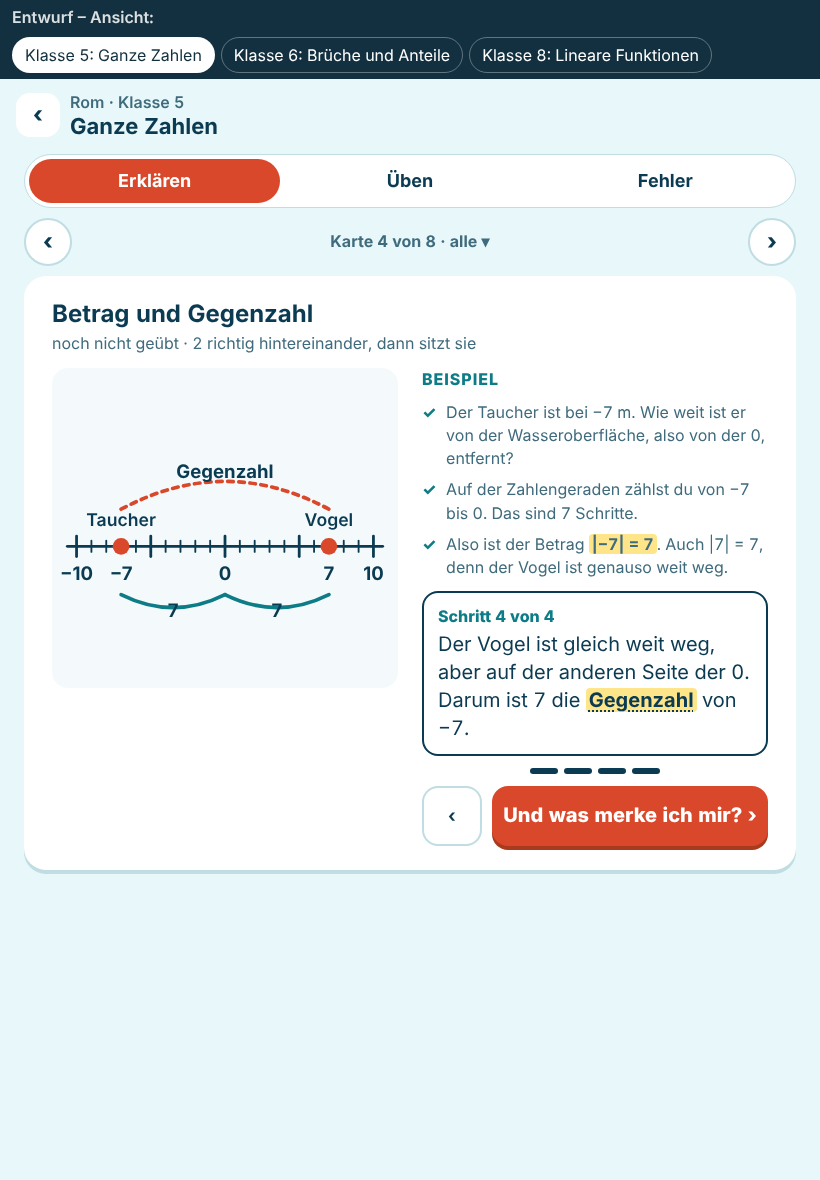 Entwurf – Ansicht:
Klasse 5: Ganze Zahlen
Klasse 6: Brüche und Anteile
Klasse 8: Lineare Funktionen
‹
Rom · Klasse 5
Ganze Zahlen
Erklären
Üben
Fehler
‹
Karte 4 von 8 · alle ▾
›
Betrag und Gegenzahl
noch nicht geübt · 2 richtig hintereinander, dann sitzt sie
Gegenzahl
Taucher
Vogel
−10 −7 0 7 10
7 7
BEISPIEL
✓ Der Taucher ist bei −7 m. Wie weit ist er
von der Wasseroberfläche, also von der 0,
entfernt?
✓ Auf der Zahlengeraden zählst du von −7
bis 0. Das sind 7 Schritte.
✓ Also ist der Betrag |−7| = 7. Auch |7| = 7,
denn der Vogel ist genauso weit weg.
Schritt 4 von 4
Der Vogel ist gleich weit weg,
aber auf der anderen Seite der 0.
Darum ist 7 die Gegenzahl von
−7.
‹
Und was merke ich mir? ›